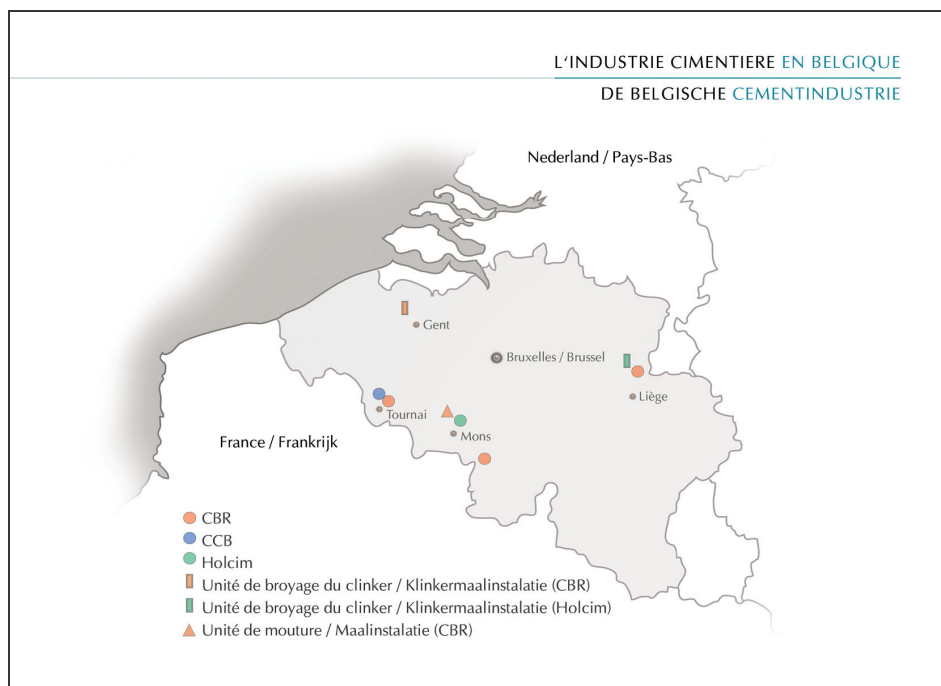 L'INDUSTRIE CIMENTIERE EN BELGIQUE
DE BELGISCHE CEMENTINDUSTRIE
Nederland / Pays-Bas
Gent
Bruxelles / Brussel
Liège
Tournai
Mons
France / Frankrijk
CBR
CCB
Holcim
Unité de broyage du clinker / Klinkermaalinstalatie (CBR)
Unité de broyage du clinker / Klinkermaalinstalatie (Holcim)
Unité de mouture / Maalinstalatie (CBR)